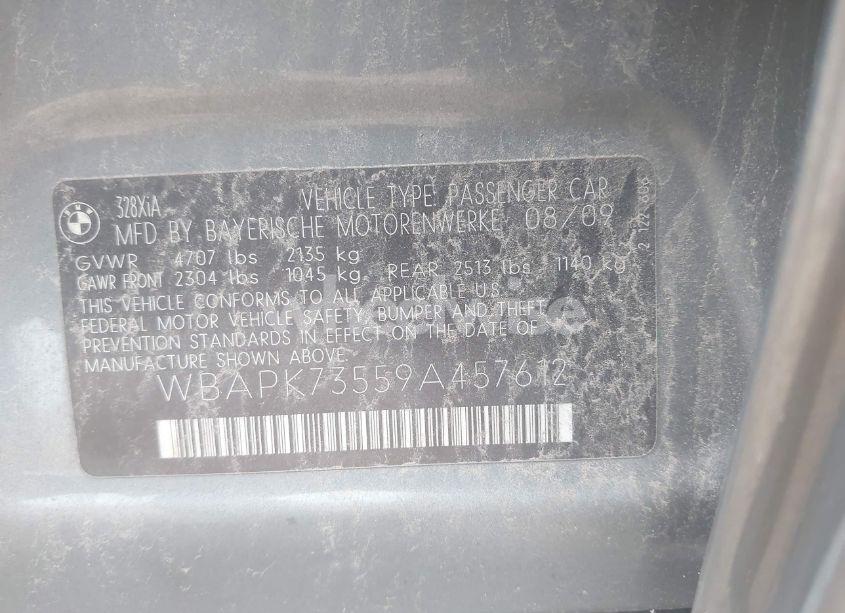 328XiA
VEHICLE TYPE: PASSENGER CAR
MFD BY BAYERISCHE MOTORENWERKE 08/09
GVWR 4707 lbs 2135 kg
GAWR FRONT 2304 lbs 1045 kg, REAR 2513 lbs 1140 kg
THIS VEHICLE CONFORMS TO ALL APPLICABLE U.S.
FEDERAL MOTOR VEHICLE SAFETY, BUMPER AND THEFT
PREVENTION STANDARDS IN EFFECT ON THE DATE OF
MANUFACTURE SHOWN ABOVE.
WBAPK73559A457612